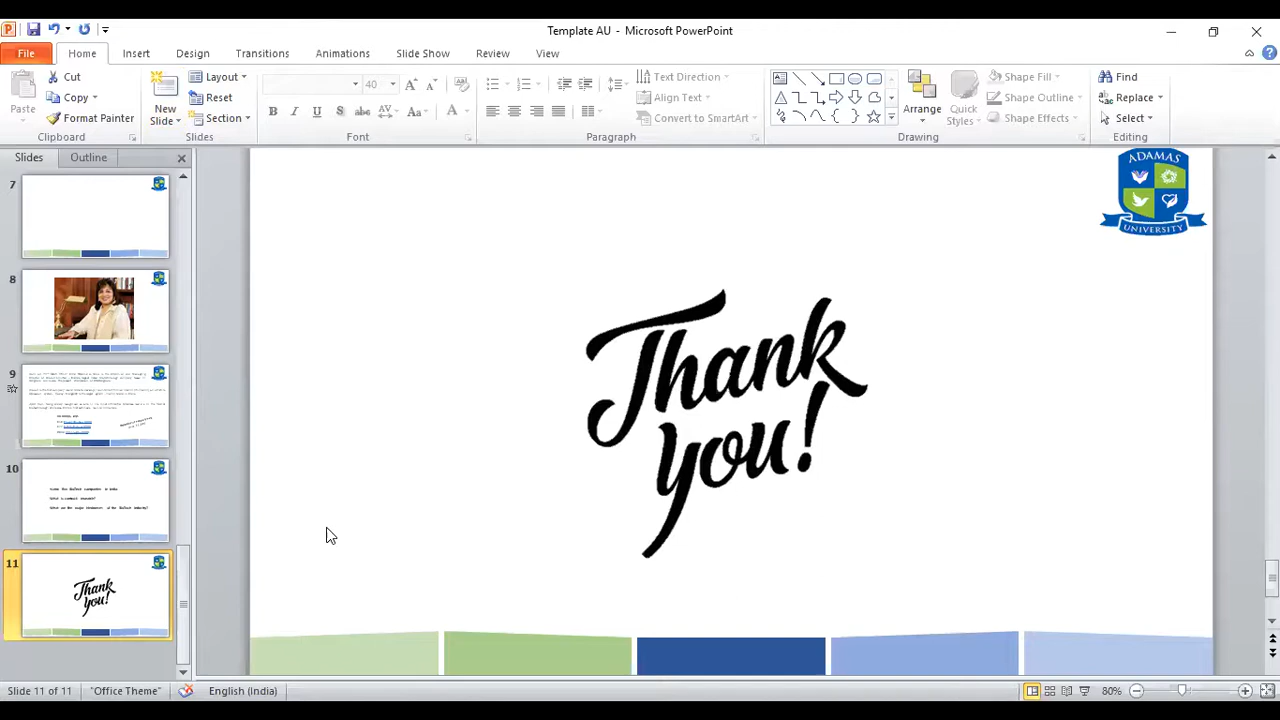 Template AU - Microsoft PowerPoint
File Home Insert Design Transitions Animations Slide Show Review View
Paste
Cut
Copy
Format Painter
Clipboard
New Slide
Layout
Reset
Section
Slides
40
Font
Text Direction
Align Text
Convert to SmartArt
Paragraph
Arrange
Quick Styles
Shape Fill
Shape Outline
Shape Effects
Drawing
Find
Replace
Select
Editing
Slides Outline
7
8
9
10
11
Thank
you!
ADAMAS
UNIVERSITY
Thank
you!
Slide 11 of 11 "Office Theme" English (India) 80%